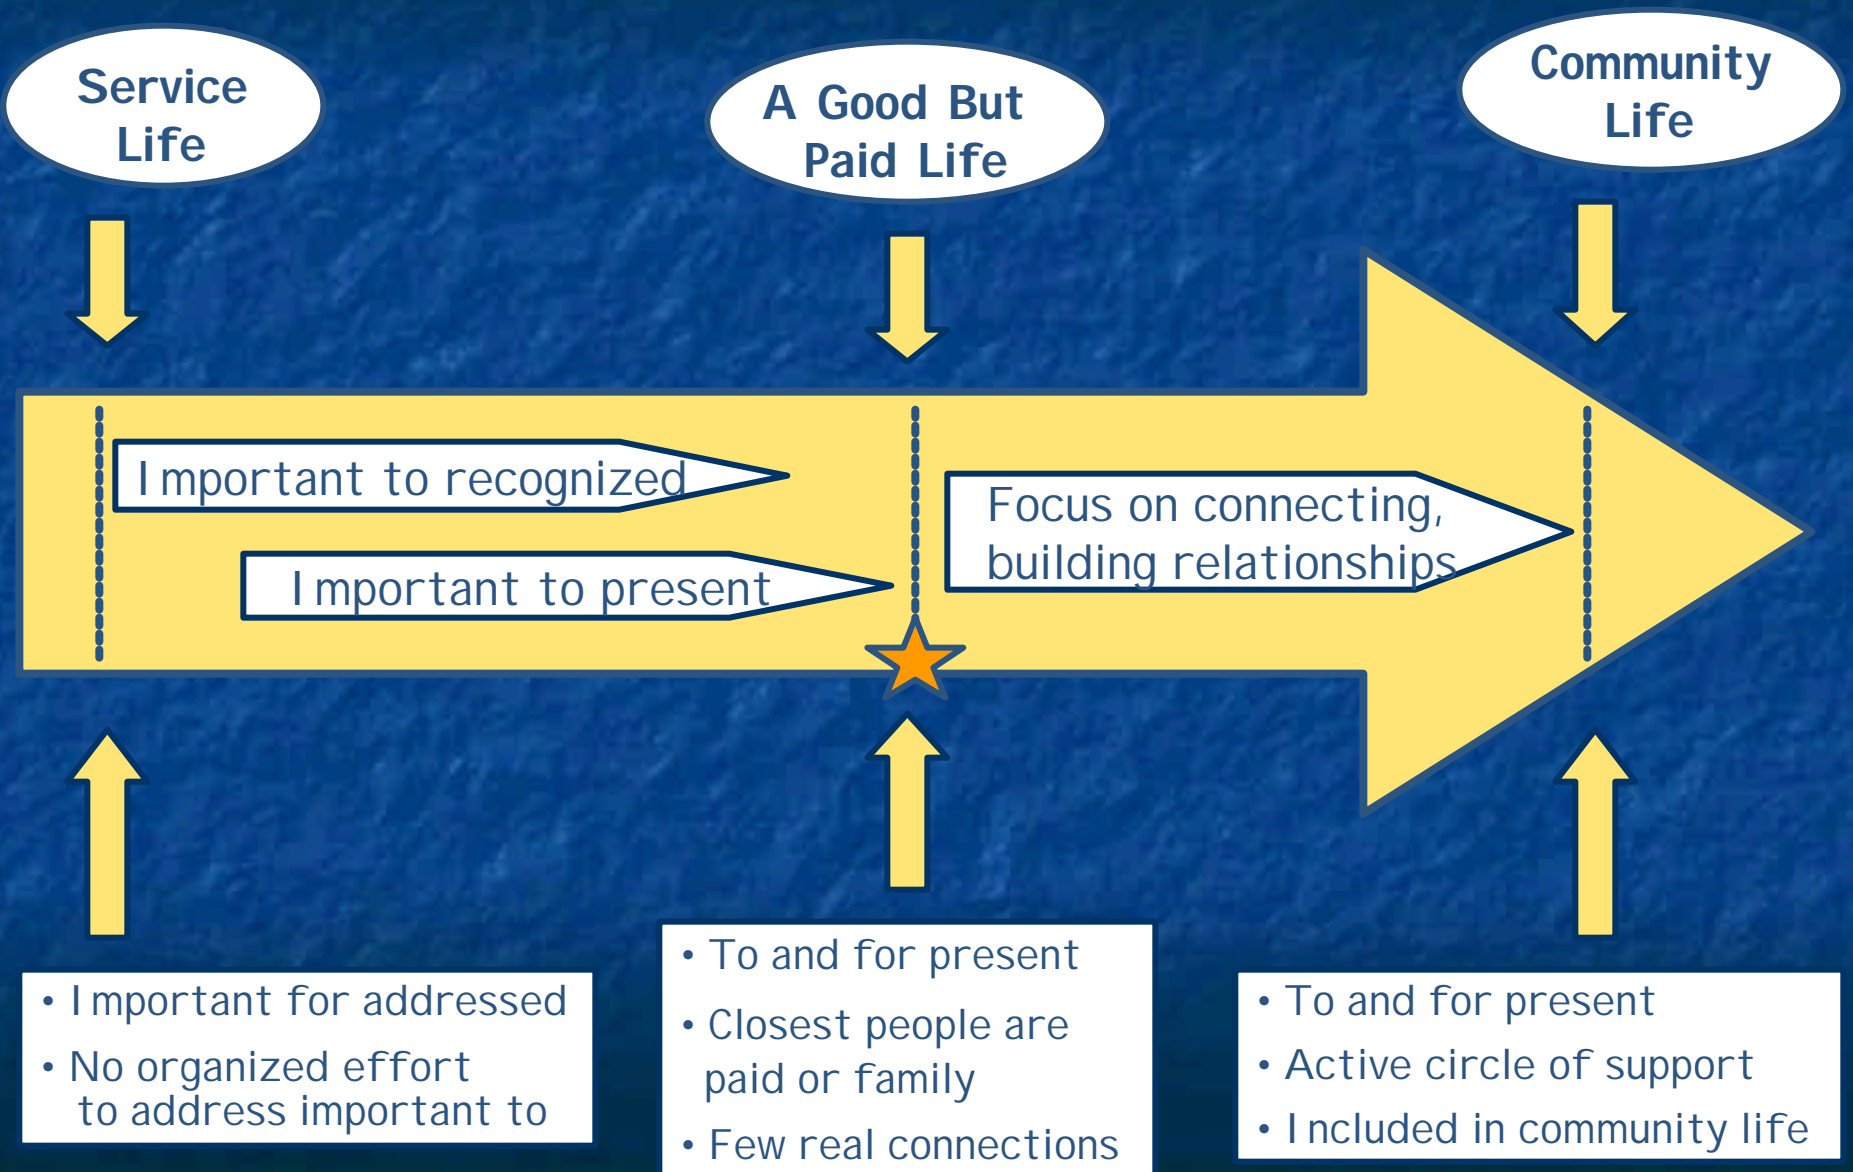 Service
Life
A Good But
Paid Life
Community
Life
Important to recognized
Important to present
Focus on connecting,
building relationships
• Important for addressed
• No organized effort
to address important to
• To and for present
• Closest people are
paid or family
• Few real connections
• To and for present
• Active circle of support
• Included in community life